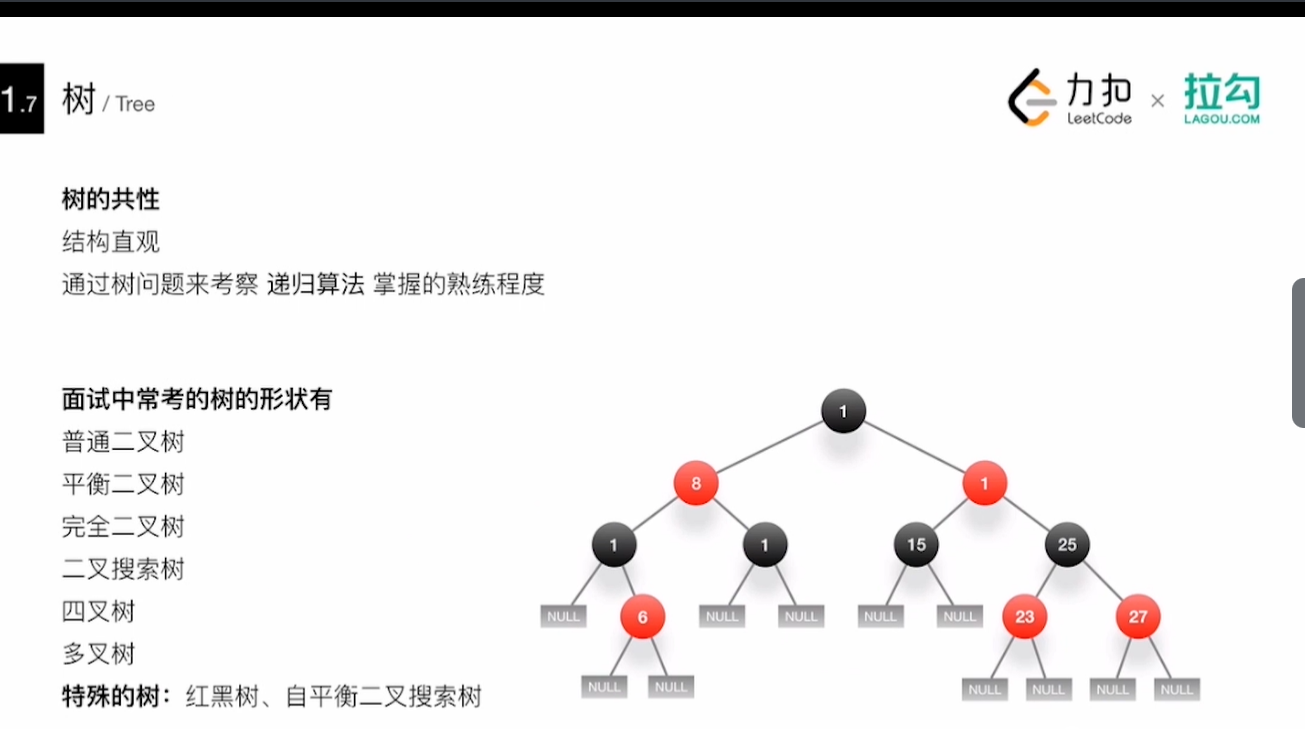 1.7 树 / Tree
力扣 × 拉勾
LeetCode LAGOU.COM
树的共性
结构直观
通过树问题来考察 递归算法 掌握的熟练程度
面试中常考的树的形状有
普通二叉树
平衡二叉树
完全二叉树
二叉搜索树
四叉树
多叉树
特殊的树：红黑树、自平衡二叉搜索树
1
8 1
1 1 15 25
NULL 6 NULL NULL NULL NULL 23 27
NULL NULL NULL NULL NULL NULL